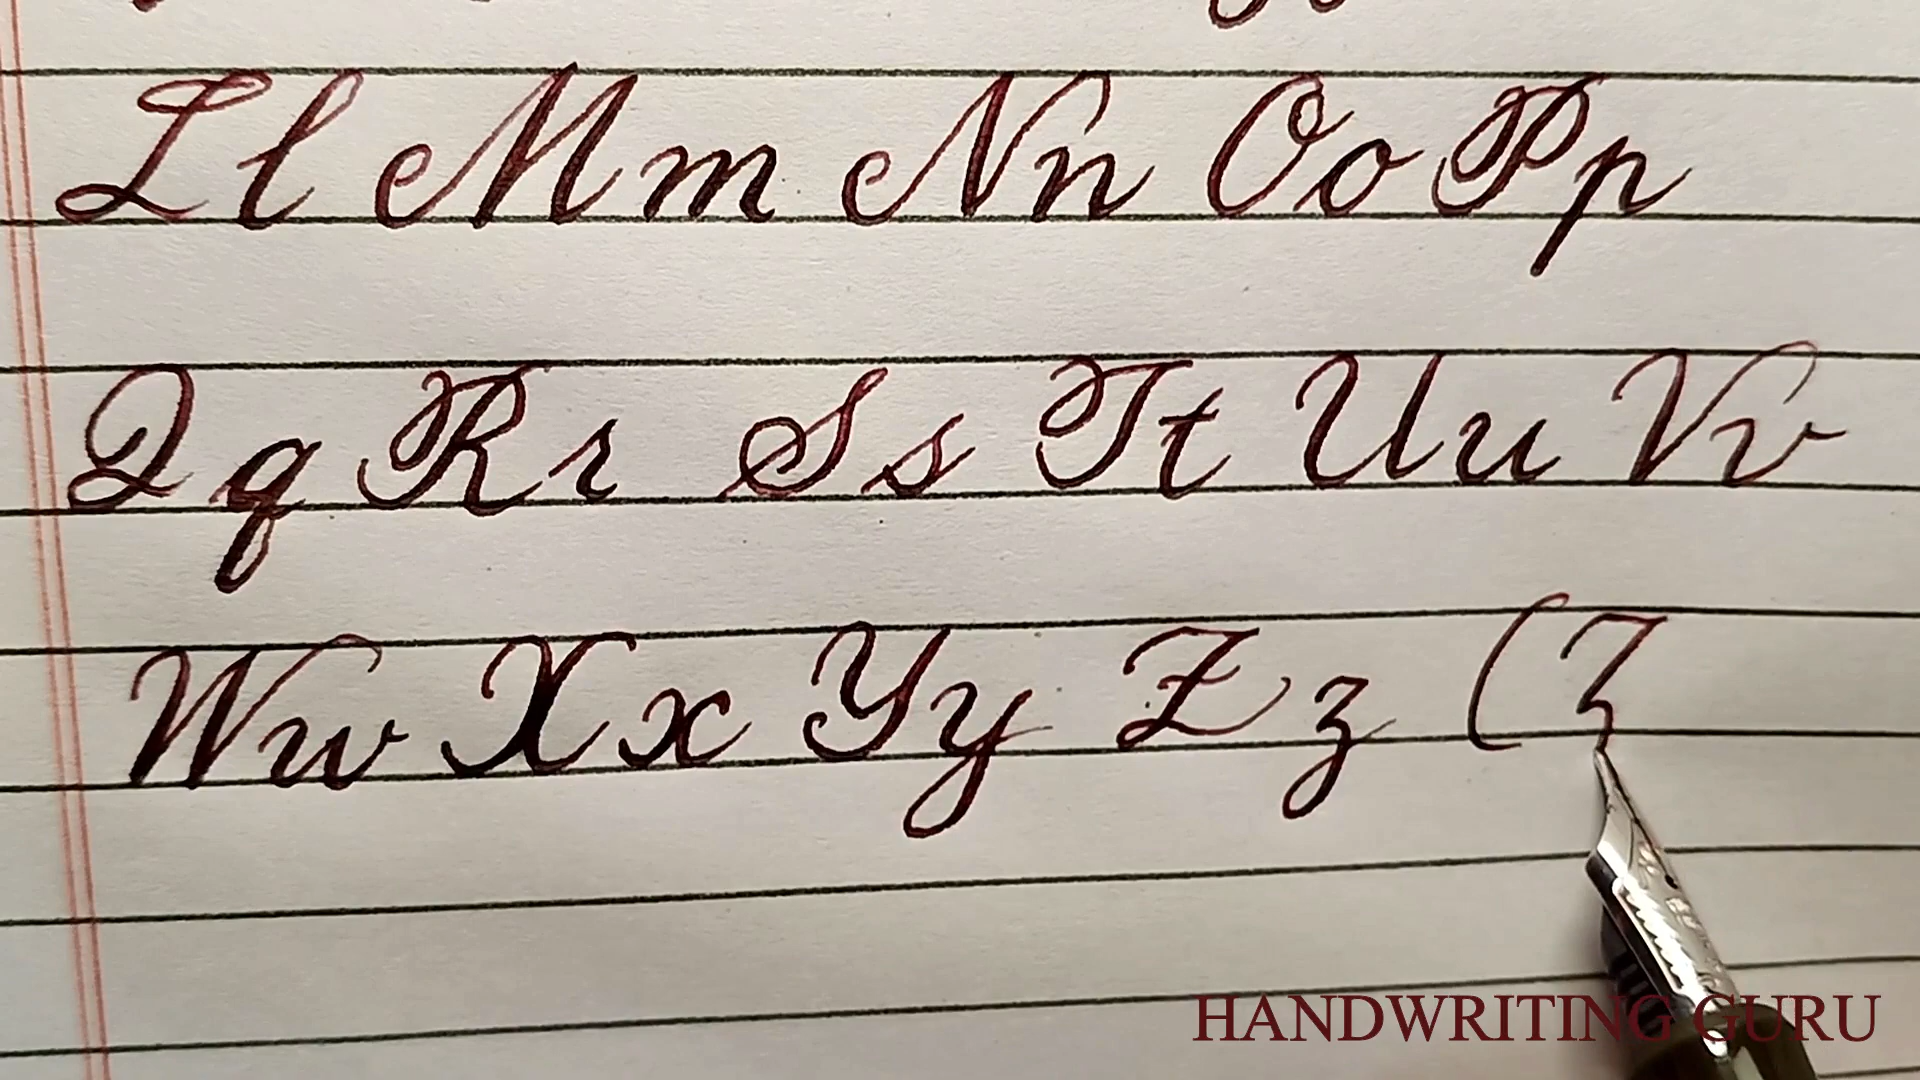 Ll Mm Nn Oo Pp
Qq Rr Ss Tt Uu Vv
Ww Xx Yy Zz (Z
HANDWRITING GURU